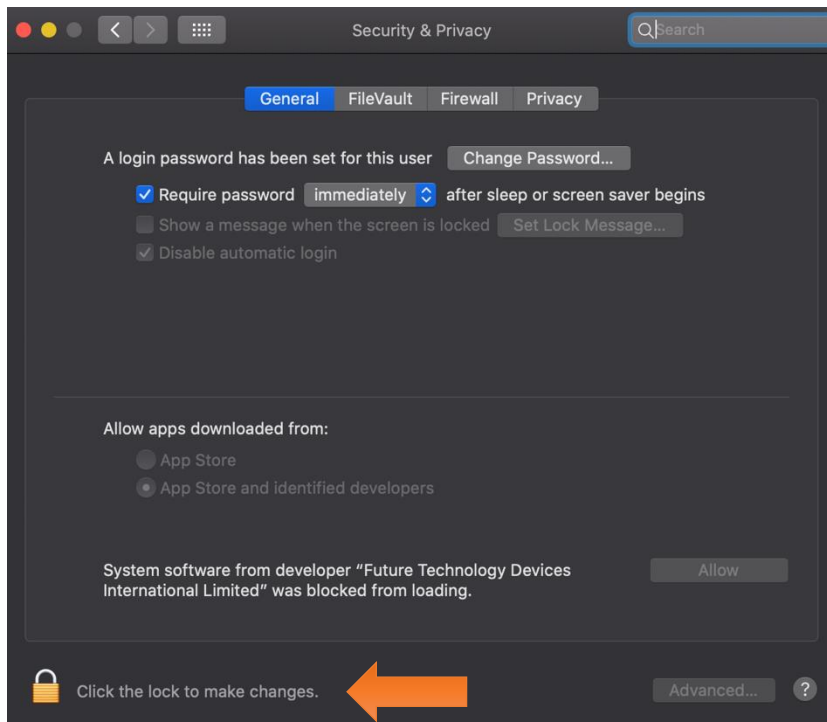 Security & Privacy
Search
General FileVault Firewall Privacy
A login password has been set for this user Change Password...
Require password immediately after sleep or screen saver begins
Show a message when the screen is locked Set Lock Message...
Disable automatic login
Allow apps downloaded from:
App Store
App Store and identified developers
System software from developer “Future Technology Devices
International Limited” was blocked from loading.
Allow
Click the lock to make changes.
Advanced...
?